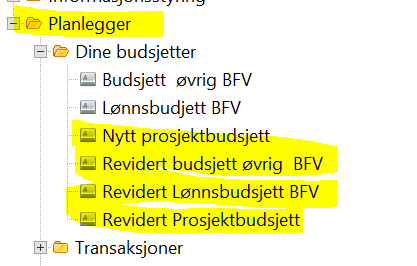 Informasjonsstyring
Planlegger
Dine budsjetter
Budsjett øvrig BFV
Lønnsbudjett BFV
Nytt prosjektbudsjett
Revidert budsjett øvrig BFV
Revidert Lønnsbudsjett BFV
Revidert Prosjektbudsjett
Transaksjoner